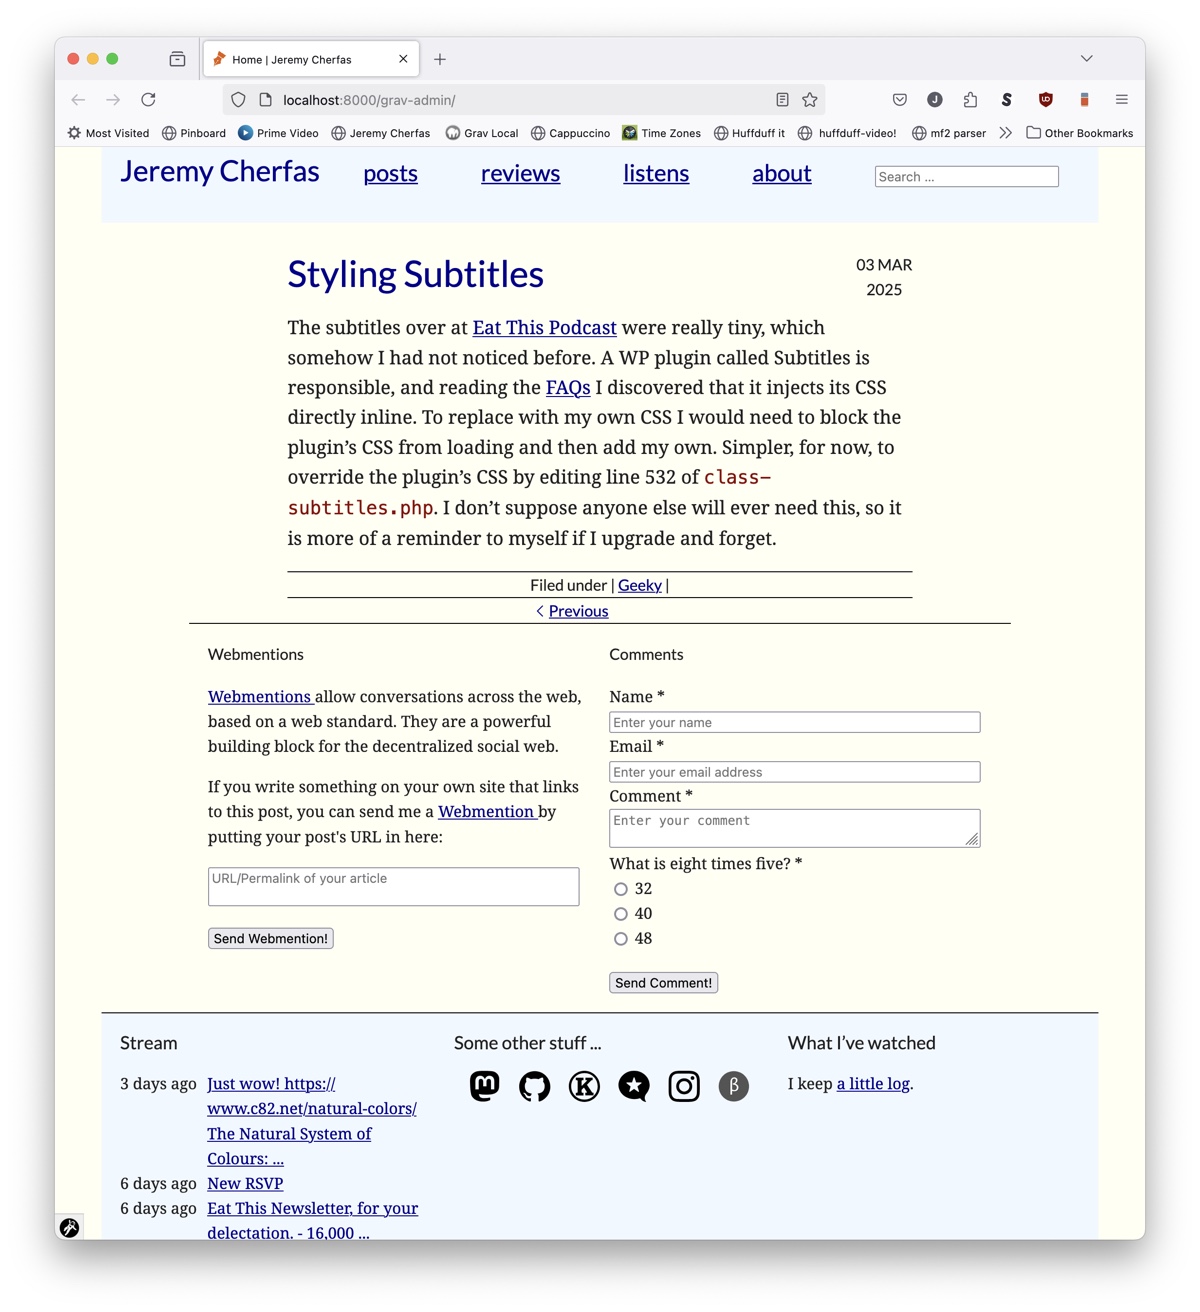 Home | Jeremy Cherfas
localhost:8000/grav-admin/
J
S
Most Visited Pinboard Prime Video Jeremy Cherfas Grav Local Cappuccino Time Zones Huffduff it huffduff-video! mf2 parser Other Bookmarks
Jeremy Cherfas posts reviews listens about Search ...
Styling Subtitles
03 MAR
2025
The subtitles over at Eat This Podcast were really tiny, which
somehow I had not noticed before. A WP plugin called Subtitles is
responsible, and reading the FAQs I discovered that it injects its CSS
directly inline. To replace with my own CSS I would need to block the
plugin’s CSS from loading and then add my own. Simpler, for now, to
override the plugin’s CSS by editing line 532 of class-
subtitles.php. I don’t suppose anyone else will ever need this, so it
is more of a reminder to myself if I upgrade and forget.
Filed under | Geeky |
< Previous
Webmentions
Webmentions allow conversations across the web,
based on a web standard. They are a powerful
building block for the decentralized social web.
If you write something on your own site that links
to this post, you can send me a Webmention by
putting your post's URL in here:
URL/Permalink of your article
Send Webmention!
Comments
Name *
Enter your name
Email *
Enter your email address
Comment *
Enter your comment
What is eight times five? *
32
40
48
Send Comment!
Stream
3 days ago Just wow! https://
www.c82.net/natural-colors/
The Natural System of
Colours: ...
6 days ago New RSVP
6 days ago Eat This Newsletter, for your
delectation. - 16,000 ...
Some other stuff ...
K
β
What I’ve watched
I keep a little log.